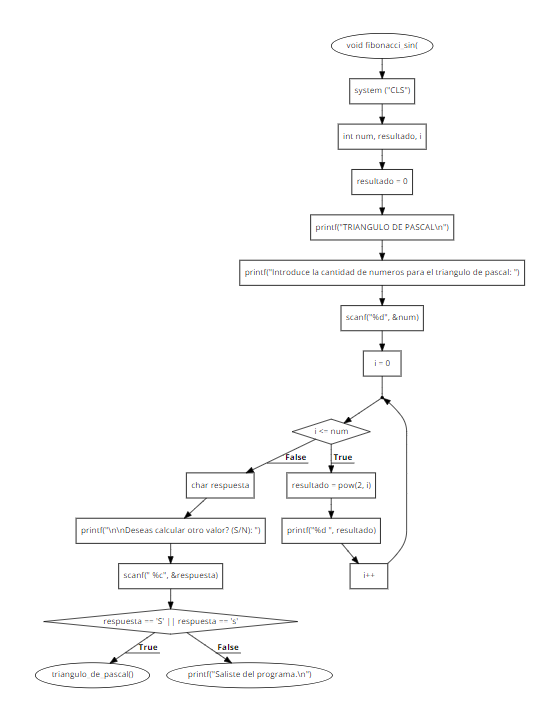 void fibonacci_sin(
system ("CLS")
int num, resultado, i
resultado = 0
printf("TRIANGULO DE PASCAL\n")
printf("Introduce la cantidad de numeros para el triangulo de pascal: ")
scanf("%d", &num)
i = 0
i <= num
False
True
char respuesta
resultado = pow(2, i)
printf("\n\nDeseas calcular otro valor? (S/N): ")
printf("%d ", resultado)
scanf(" %c", &respuesta)
i++
respuesta == 'S' || respuesta == 's'
True
False
triangulo_de_pascal()
printf("Saliste del programa.\n")